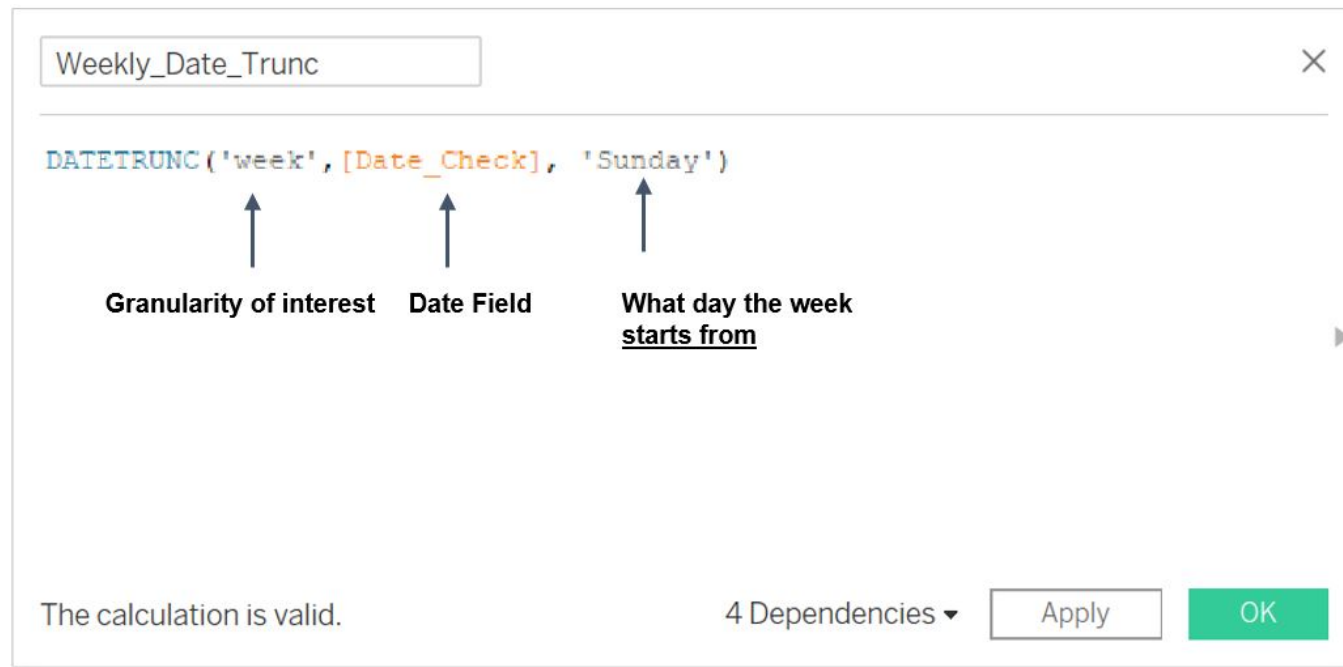 Weekly_Date_Trunc
DATETRUNC('week',[Date_Check], 'Sunday')
Granularity of interest
Date Field
What day the week
starts from
The calculation is valid.
4 Dependencies
Apply
OK